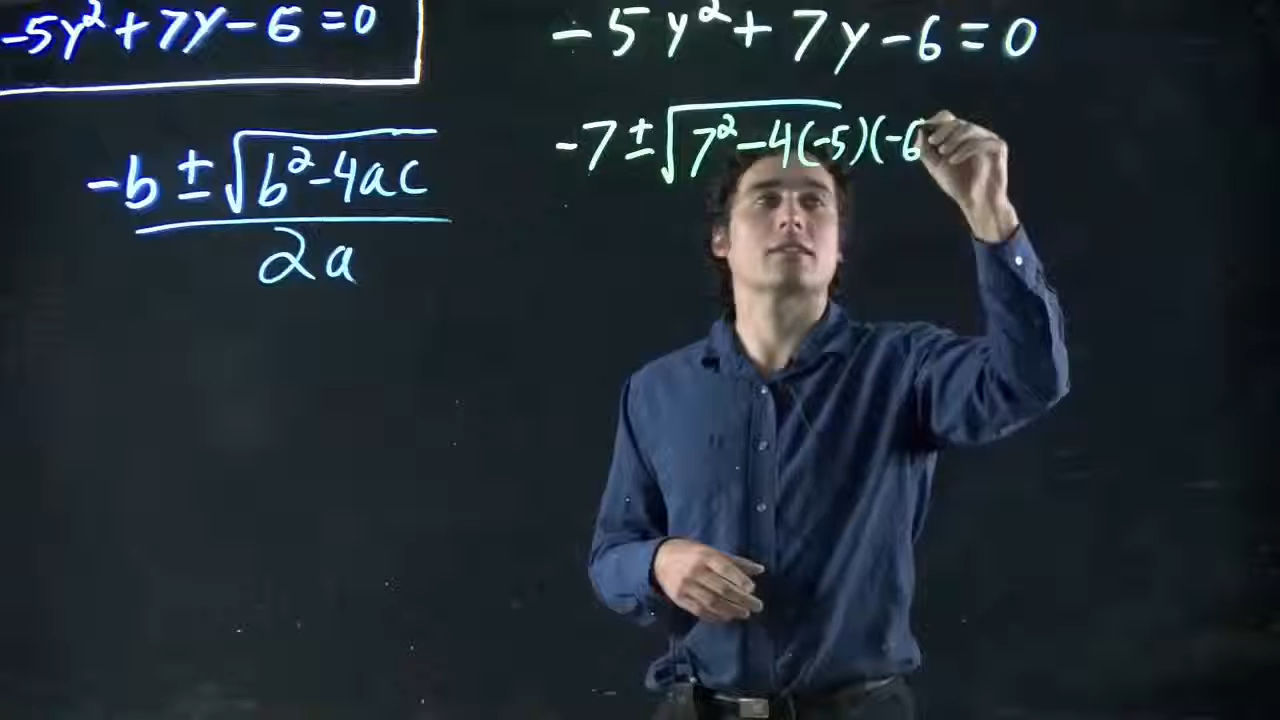 -5y²+7y-6=0
-b±√b²-4ac
2a
-5y²+7y-6=0
-7±√7²-4(-5)(-6